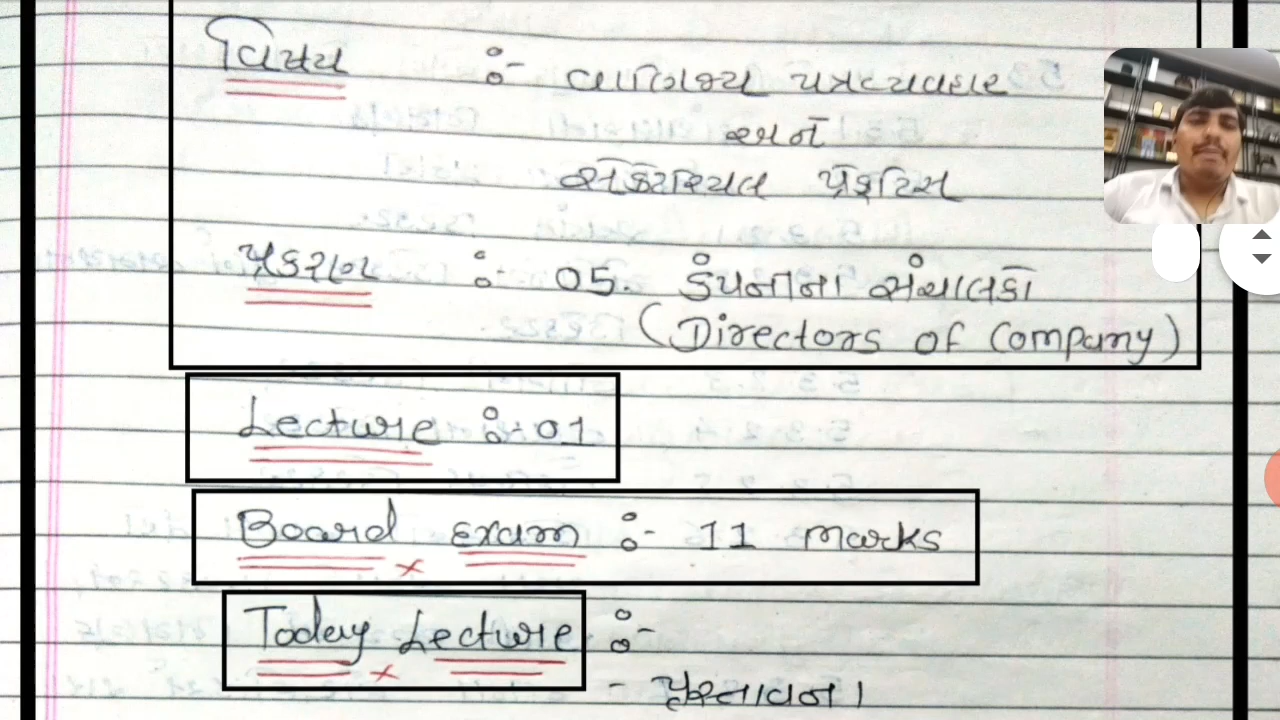 વિષય :- વાણિજ્ય પત્રવ્યવહાર
અને
સેક્રેટરિયલ પ્રેક્ટિસ
પ્રકરણ :- 05. કંપનીના સંચાલકો
(Directors of Company)
Lecture :- 01
Board Exam :- 11 Marks
Today Lecture :-
- પ્રસ્તાવના